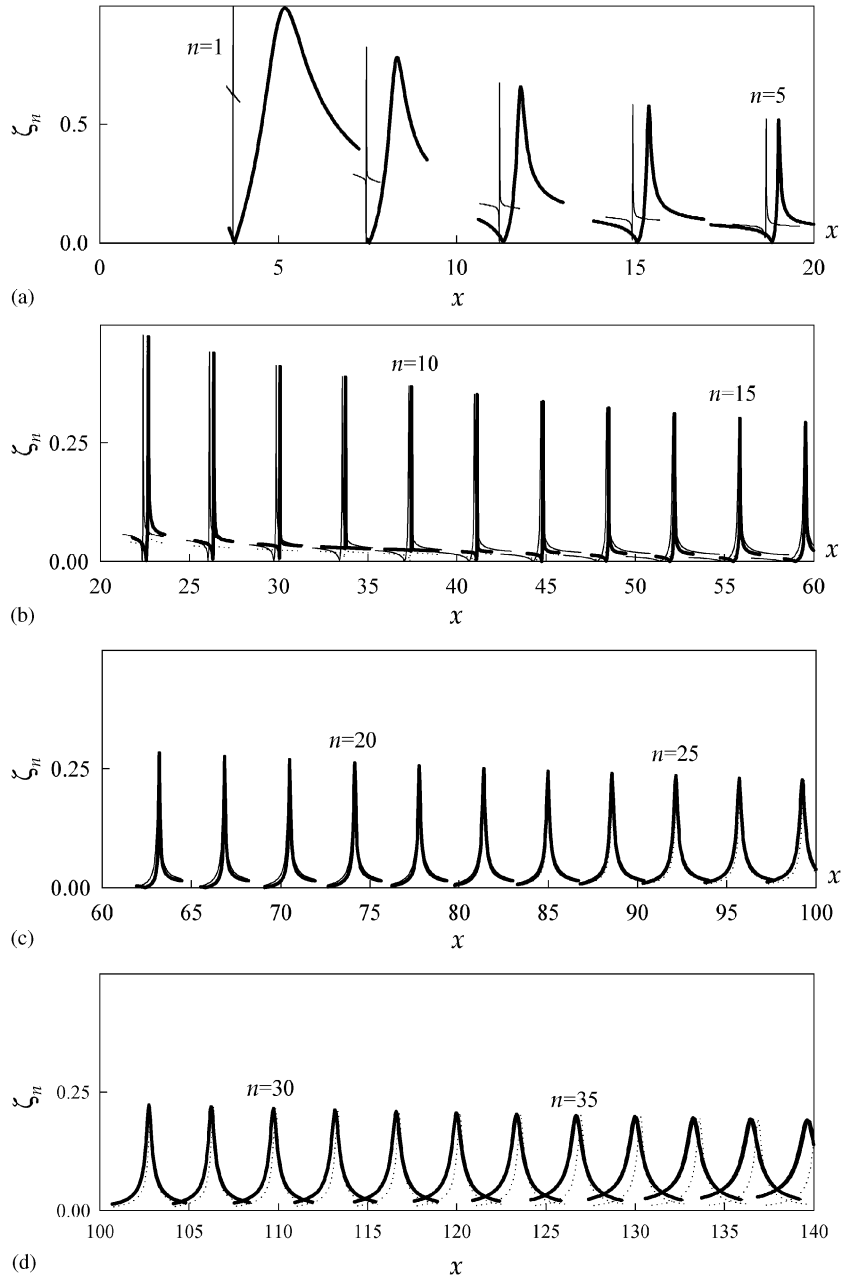 n=1
n=5
ζn
0.5
0.0
x
0 5 10 15 20
(a)
x
n=10
n=15
ζn
0.25
0.00
x
20 25 30 35 40 45 50 55 60
(b)
x
n=20
n=25
ζn
0.25
0.00
x
60 65 70 75 80 85 90 95 100
(c)
x
n=30
n=35
ζn
0.25
0.00
100 105 110 115 120 125 130 135 140
(d)
x